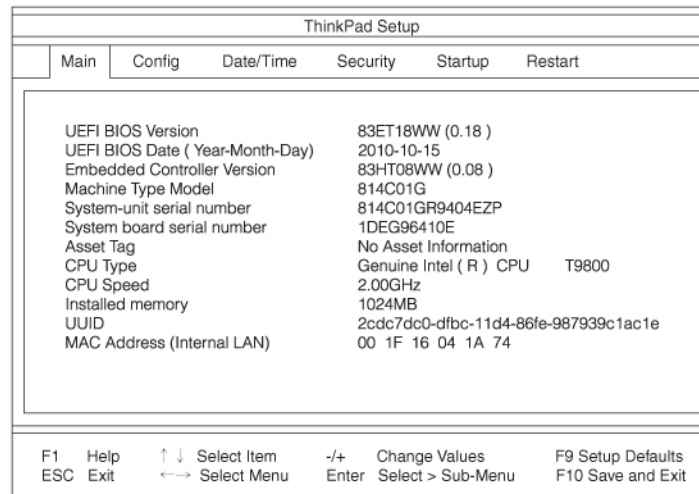 ThinkPad Setup
Main Config Date/Time Security Startup Restart
UEFI BIOS Version 83ET18WW (0.18 )
UEFI BIOS Date ( Year-Month-Day) 2010-10-15
Embedded Controller Version 83HT08WW (0.08 )
Machine Type Model 814C01G
System-unit serial number 814C01GR9404EZP
System board serial number 1DEG96410E
Asset Tag No Asset Information
CPU Type Genuine Intel ( R ) CPU T9800
CPU Speed 2.00GHz
Installed memory 1024MB
UUID 2cdc7dc0-dfbc-11d4-86fe-987939c1ac1e
MAC Address (Internal LAN) 00 1F 16 04 1A 74
F1 Help ↑ ↓ Select Item -/+ Change Values F9 Setup Defaults
ESC Exit ←→ Select Menu Enter Select > Sub-Menu F10 Save and Exit